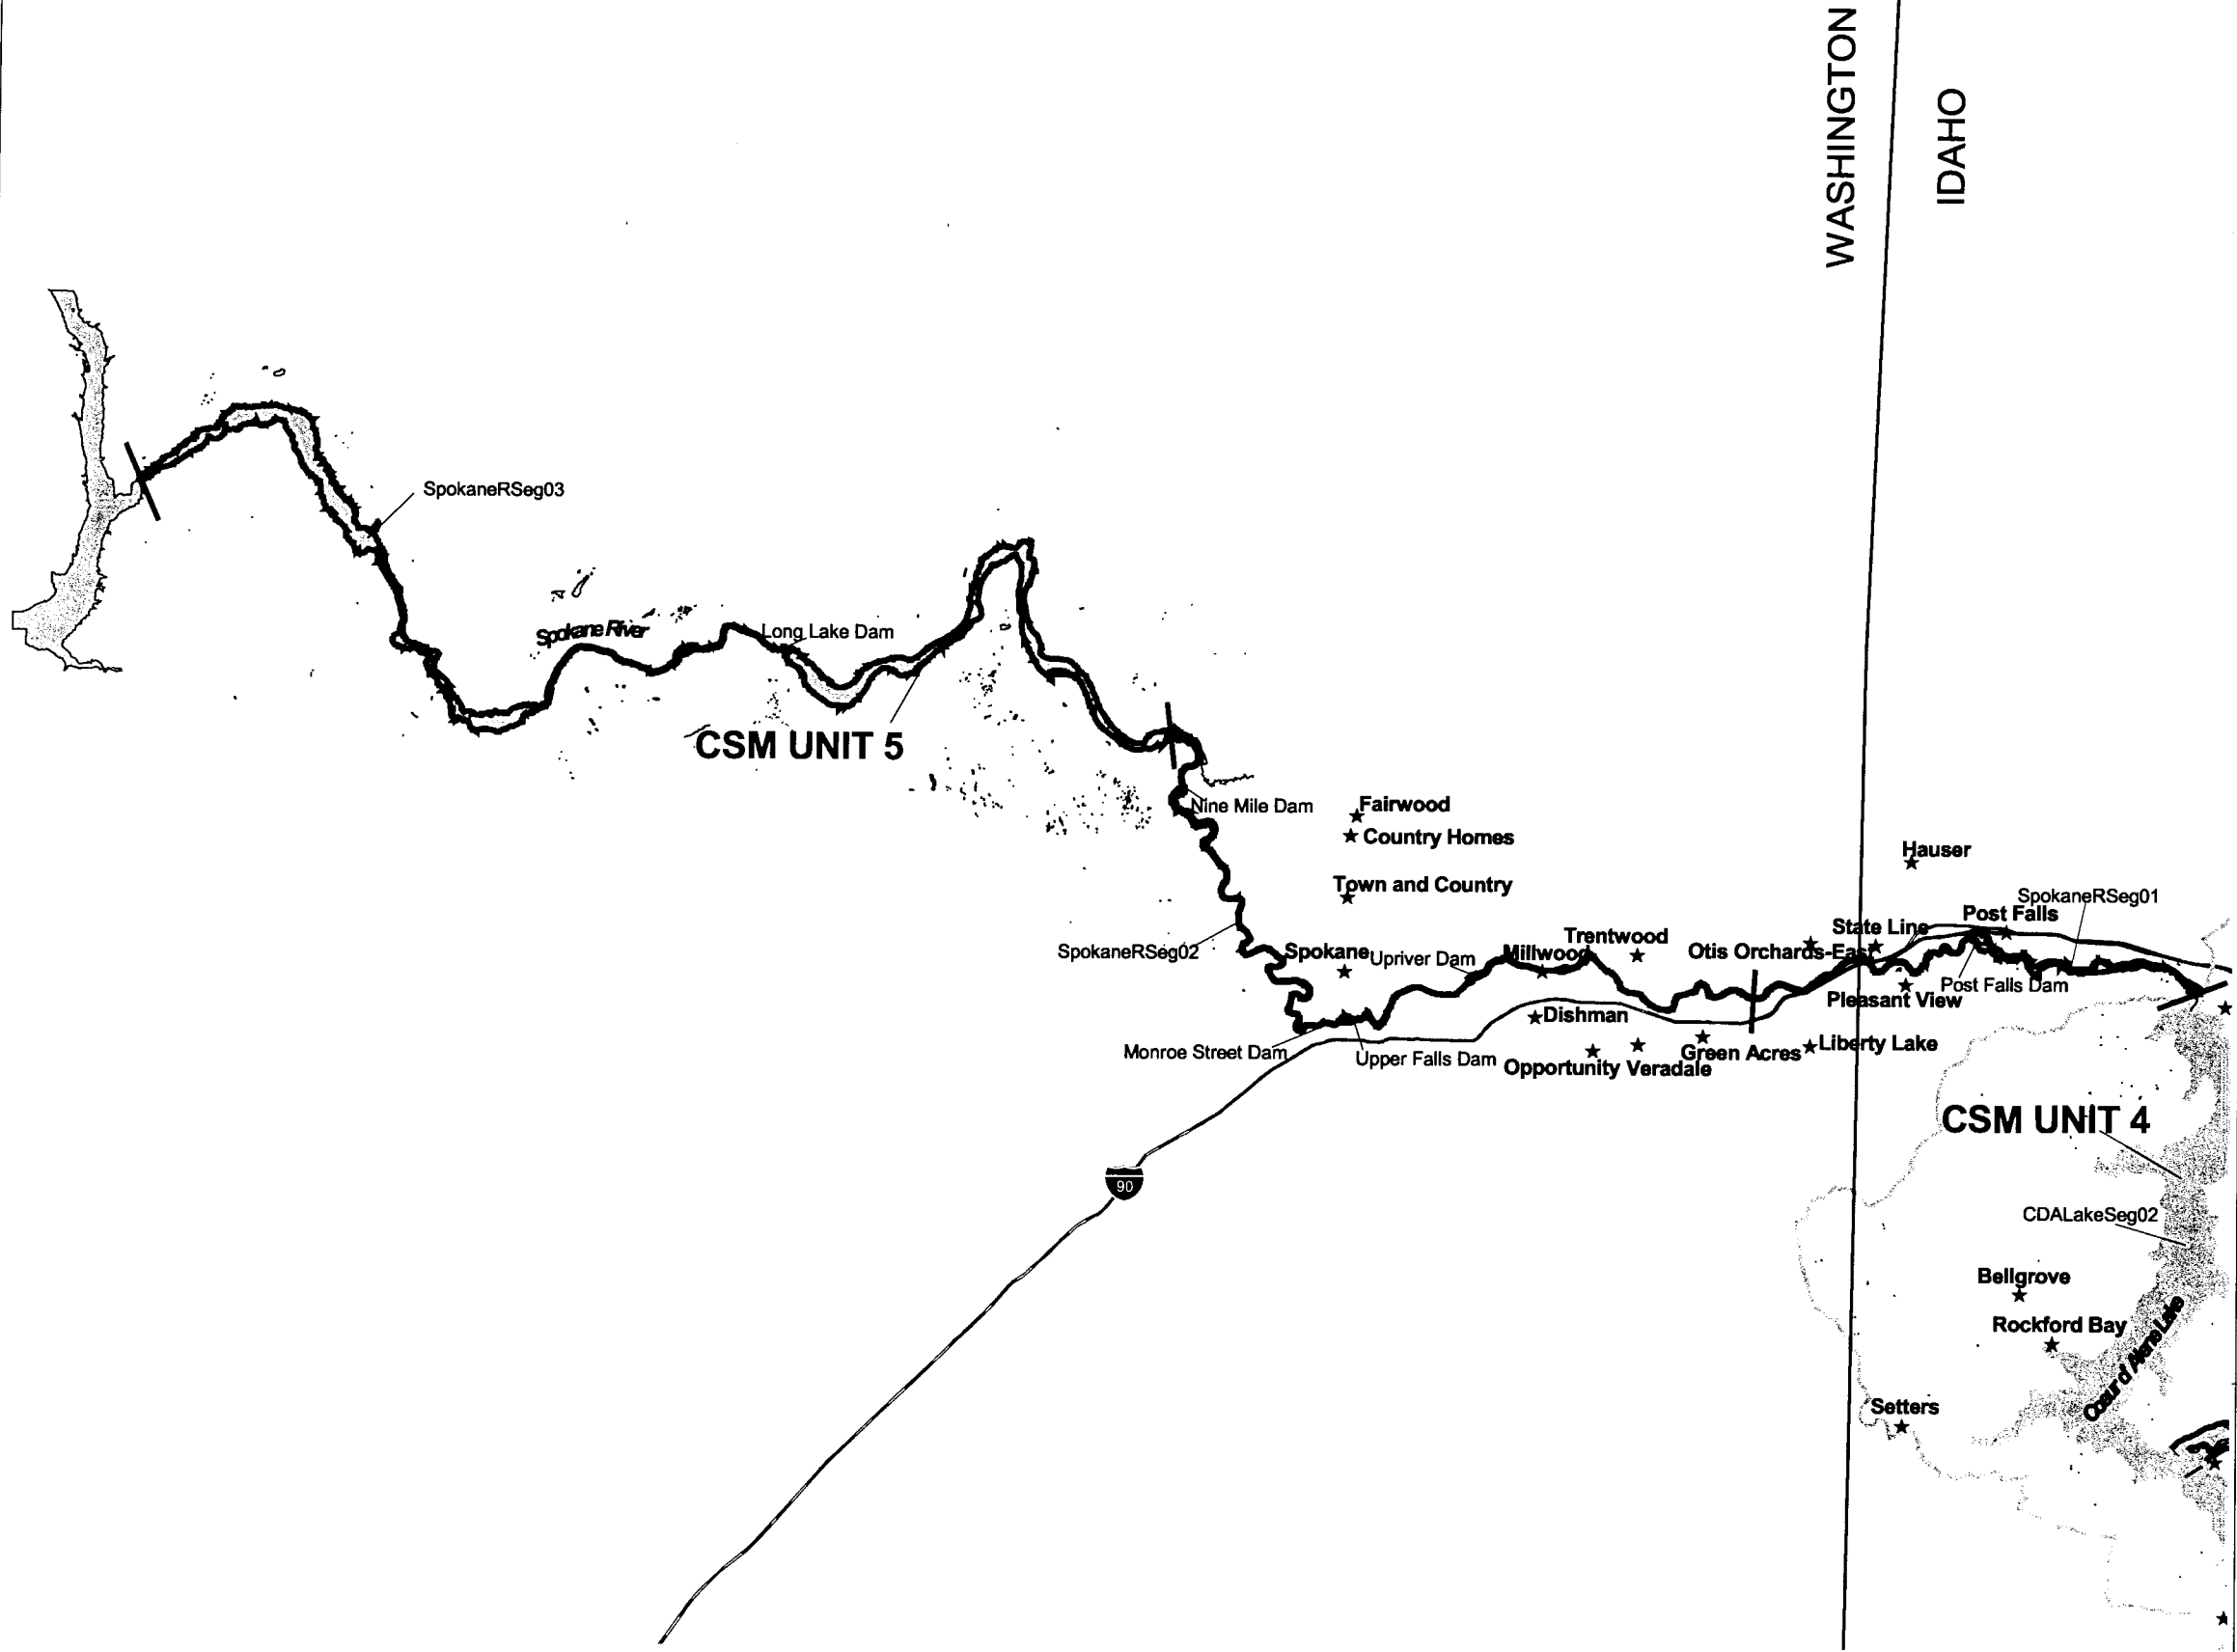 WASHINGTON
IDAHO
SpokaneRSeg03
Spokane River
Long Lake Dam
CSM UNIT 5
Nine Mile Dam
Fairwood
Country Homes
Town and Country
Hauser
SpokaneRSeg01
Post Falls
State Line
Trentwood
SpokaneRSeg02
Spokane
Upriver Dam
Millwood
Otis Orchards-East
Post Falls Dam
Pleasant View
Dishman
Monroe Street Dam
Upper Falls Dam
Opportunity
Veradale
Green Acres
Liberty Lake
CSM UNIT 4
90
CDALakeSeg02
Bellgrove
Rockford Bay
Coeur d' Alene Lake
Setters